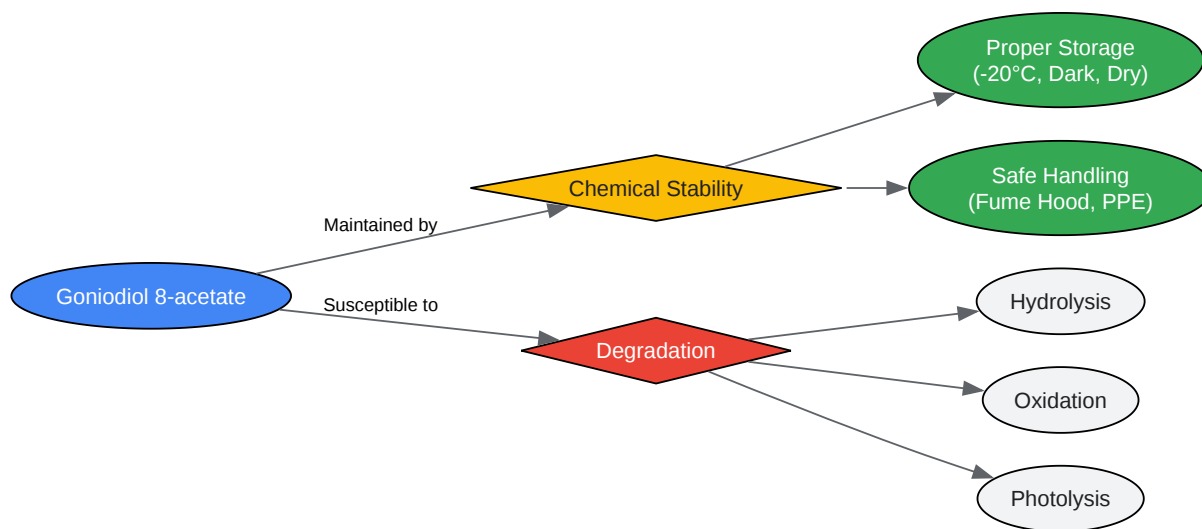 Proper Storage
(-20°C, Dark, Dry)
Chemical Stability
Safe Handling
(Fume Hood, PPE)
Maintained by
Goniodiol 8-acetate
Susceptible to
Hydrolysis
Degradation
Oxidation
Photolysis